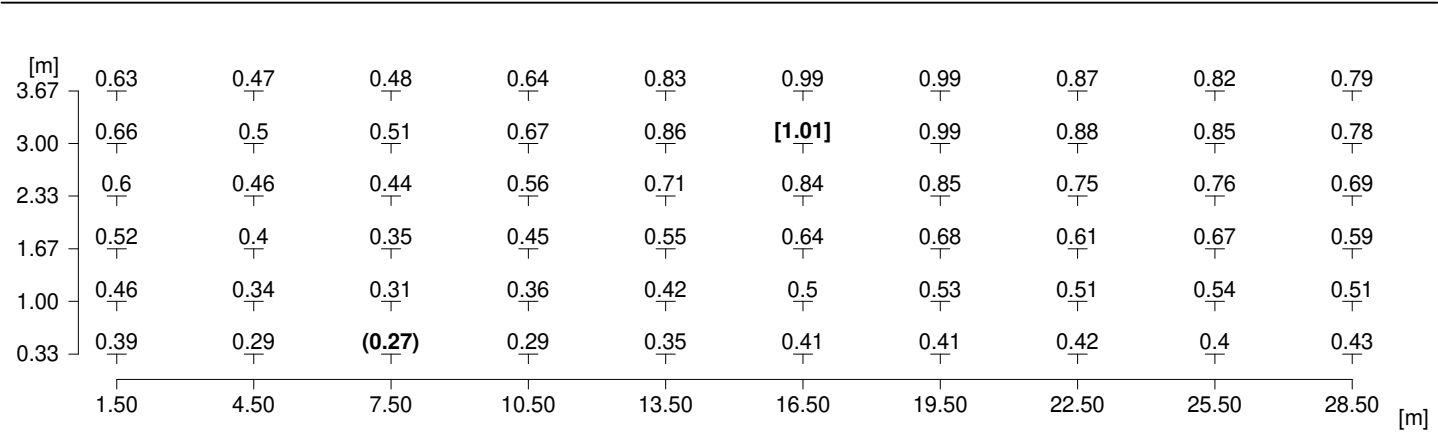 [m]
3.67 0.63 0.47 0.48 0.64 0.83 0.99 0.99 0.87 0.82 0.79
3.00 0.66 0.5 0.51 0.67 0.86 [1.01] 0.99 0.88 0.85 0.78
2.33 0.6 0.46 0.44 0.56 0.71 0.84 0.85 0.75 0.76 0.69
1.67 0.52 0.4 0.35 0.45 0.55 0.64 0.68 0.61 0.67 0.59
1.00 0.46 0.34 0.31 0.36 0.42 0.5 0.53 0.51 0.54 0.51
0.33 0.39 0.29 (0.27) 0.29 0.35 0.41 0.41 0.42 0.4 0.43
1.50 4.50 7.50 10.50 13.50 16.50 19.50 22.50 25.50 28.50
[m]